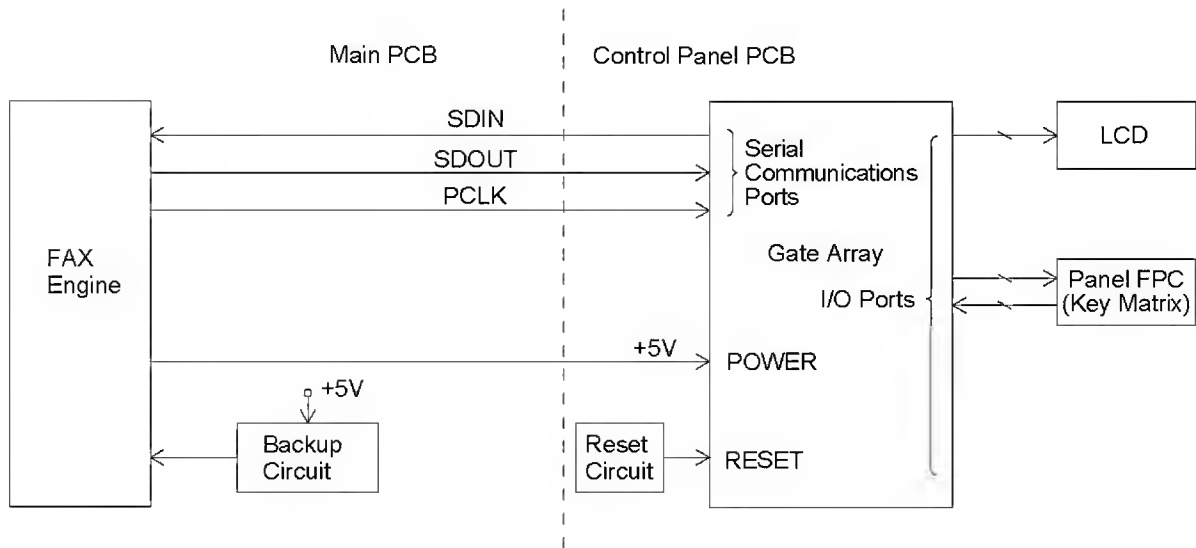 Main PCB
Control Panel PCB
SDIN
SDOUT
PCLK
Serial
Communications
Ports
LCD
FAX
Engine
Gate Array
I/O Ports
Panel FPC
(Key Matrix)
+5V
POWER
+5V
Backup
Circuit
Reset
Circuit
RESET